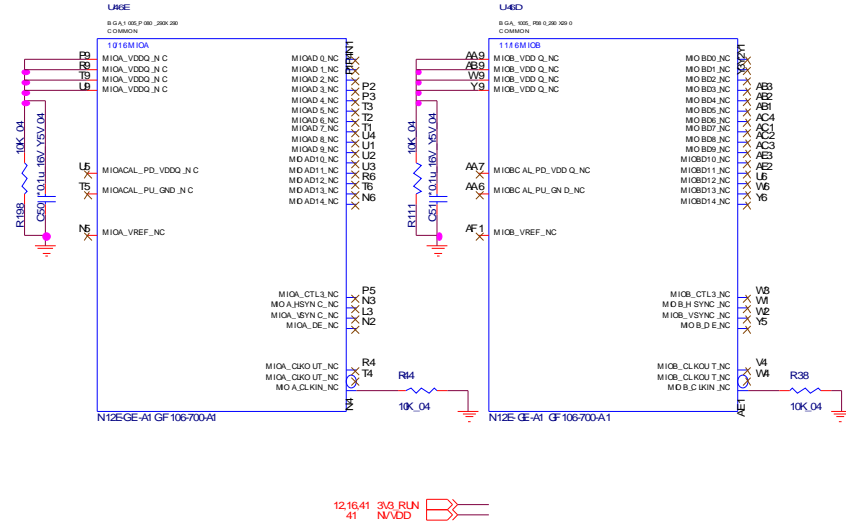 U46E
BGA_1005_P080_290X290
COMMON
10/16 MIOA
P9 MIOA_VDDQ_NC
R9 MIOA_VDDQ_NC
T9 MIOA_VDDQ_NC
U9 MIOA_VDDQ_NC
U5 MIOACAL_PD_VDDQ_NC
T5 MIOACAL_PU_GND_NC
N5 MIOA_VREF_NC
10K_04
R198
C50 *0.1u_16V_Y5V_04
MIOAD0_NC
MIOAD1_NC
MIOAD2_NC
MIOAD3_NC P2
MIOAD4_NC P3
MIOAD5_NC T3
MIOAD6_NC T2
MIOAD7_NC T1
MIOAD8_NC U4
MIOAD9_NC U1
MIOAD10_NC U2
MIOAD11_NC U3
MIOAD12_NC R6
MIOAD13_NC T6
MIOAD14_NC N6
MIOA_CTL3_NC P5
MIOA_HSYNC_NC N3
MIOA_VSYNC_NC L3
MIOA_DE_NC N2
MIOA_CLKOUT_NC R4
MIOA_CLKOUT_NC T4
MIOA_CLKIN_NC N4
R44
10K_04
N12E-GE-A1 GF106-700-A1
U46D
BGA_1005_P080_290X290
COMMON
11/16 MIOB
AA9 MIOB_VDDQ_NC
AB9 MIOB_VDDQ_NC
W9 MIOB_VDDQ_NC
Y9 MIOB_VDDQ_NC
AA7 MIOBCAL_PD_VDDQ_NC
AA6 MIOBCAL_PU_GND_NC
AF1 MIOB_VREF_NC
10K_04
R111
C51 *0.1u_16V_Y5V_04
MIOBD0_NC
MIOBD1_NC
MIOBD2_NC
MIOBD3_NC AB3
MIOBD4_NC AB2
MIOBD5_NC AB1
MIOBD6_NC AC4
MIOBD7_NC AC1
MIOBD8_NC AC2
MIOBD9_NC AC3
MIOBD10_NC AE3
MIOBD11_NC AE2
MIOBD12_NC U6
MIOBD13_NC W6
MIOBD14_NC Y6
MIOB_CTL3_NC W3
MIOB_HSYNC_NC W1
MIOB_VSYNC_NC W2
MIOB_DE_NC Y5
MIOB_CLKOUT_NC V4
MIOB_CLKOUT_NC W4
MIOB_CLKIN_NC AE1
R38
10K_04
N12E-GE-A1 GF106-700-A1
12,16,41 3V3_RUN
41 NVVDD